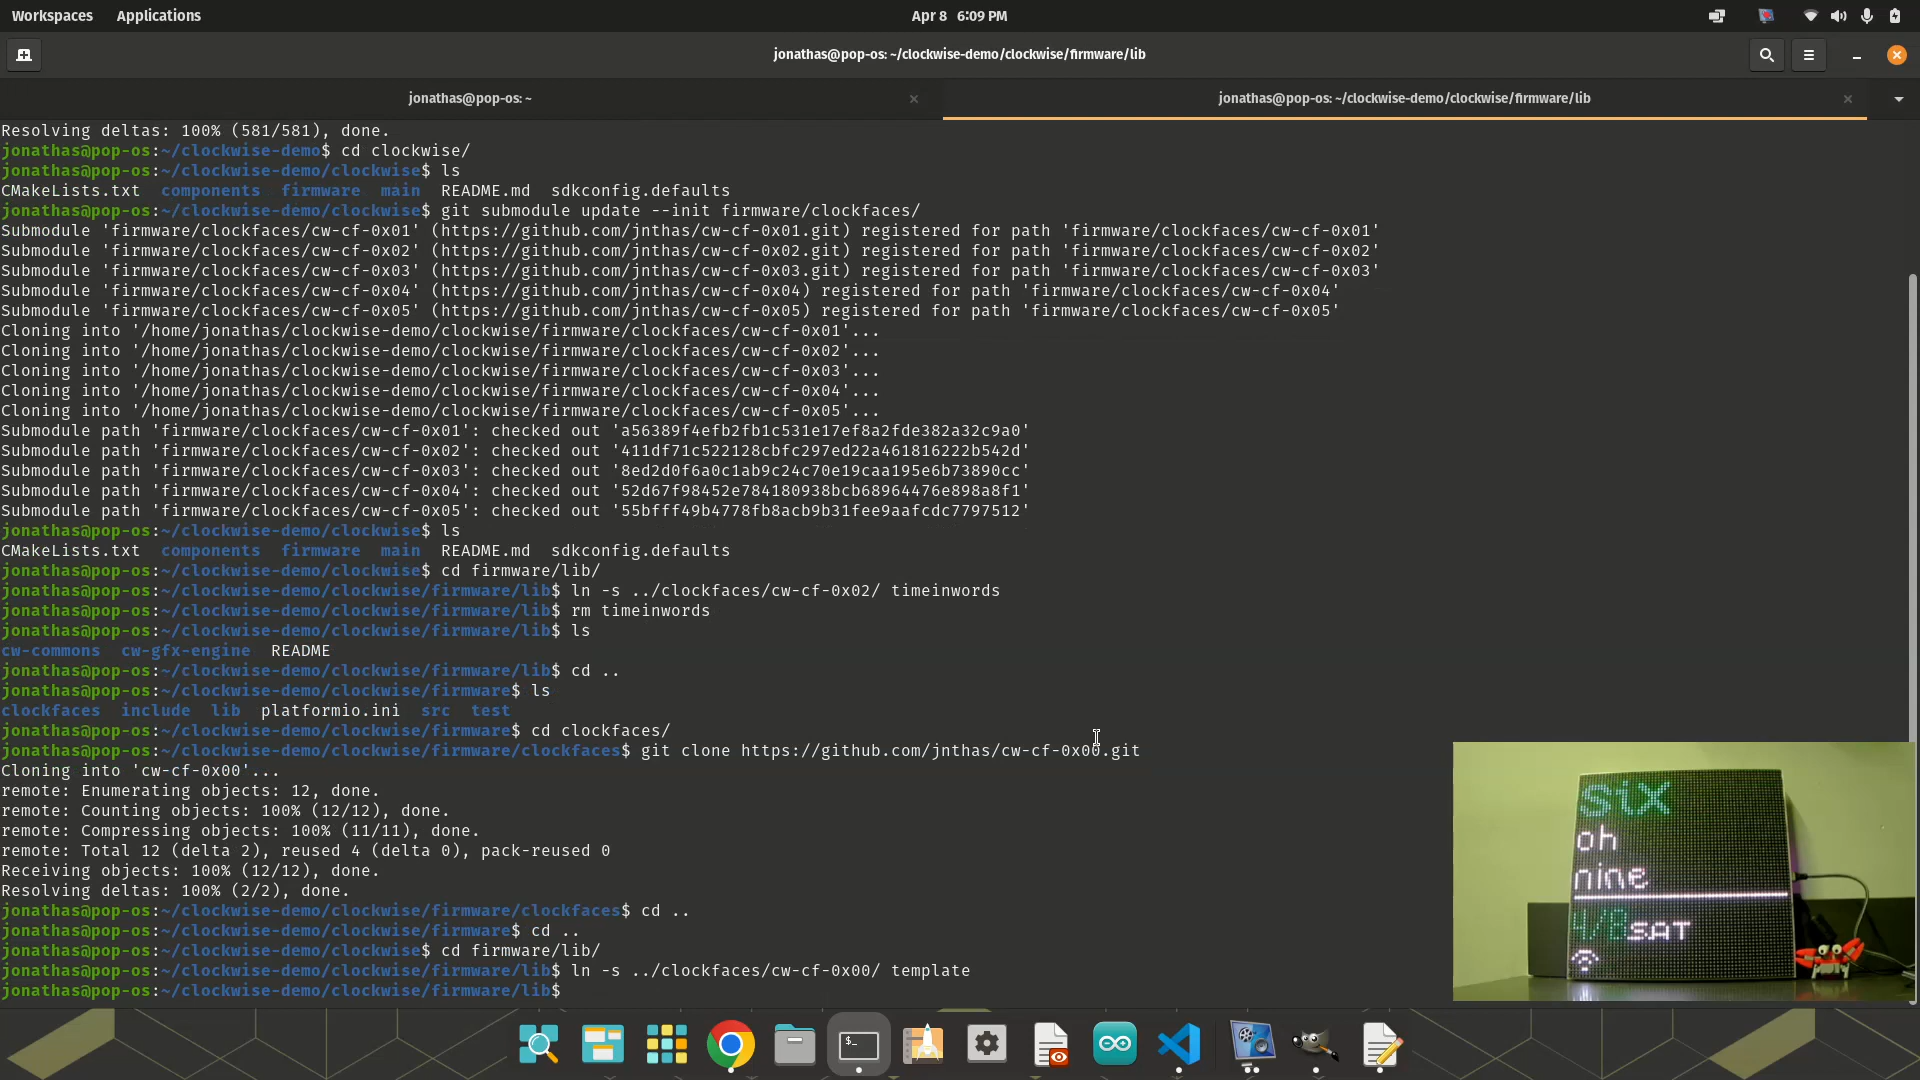 Workspaces Applications Apr 8 6:09 PM
jonathas@pop-os: ~/clockwise-demo/clockwise/firmware/lib
jonathas@pop-os: ~ × jonathas@pop-os: ~/clockwise-demo/clockwise/firmware/lib ×
Resolving deltas: 100% (581/581), done.
jonathas@pop-os:~/clockwise-demo$ cd clockwise/
jonathas@pop-os:~/clockwise-demo/clockwise$ ls
CMakeLists.txt components firmware main README.md sdkconfig.defaults
jonathas@pop-os:~/clockwise-demo/clockwise$ git submodule update --init firmware/clockfaces/
Submodule 'firmware/clockfaces/cw-cf-0x01' (https://github.com/jnthas/cw-cf-0x01.git) registered for path 'firmware/clockfaces/cw-cf-0x01'
Submodule 'firmware/clockfaces/cw-cf-0x02' (https://github.com/jnthas/cw-cf-0x02.git) registered for path 'firmware/clockfaces/cw-cf-0x02'
Submodule 'firmware/clockfaces/cw-cf-0x03' (https://github.com/jnthas/cw-cf-0x03.git) registered for path 'firmware/clockfaces/cw-cf-0x03'
Submodule 'firmware/clockfaces/cw-cf-0x04' (https://github.com/jnthas/cw-cf-0x04) registered for path 'firmware/clockfaces/cw-cf-0x04'
Submodule 'firmware/clockfaces/cw-cf-0x05' (https://github.com/jnthas/cw-cf-0x05) registered for path 'firmware/clockfaces/cw-cf-0x05'
Cloning into '/home/jonathas/clockwise-demo/clockwise/firmware/clockfaces/cw-cf-0x01'...
Cloning into '/home/jonathas/clockwise-demo/clockwise/firmware/clockfaces/cw-cf-0x02'...
Cloning into '/home/jonathas/clockwise-demo/clockwise/firmware/clockfaces/cw-cf-0x03'...
Cloning into '/home/jonathas/clockwise-demo/clockwise/firmware/clockfaces/cw-cf-0x04'...
Cloning into '/home/jonathas/clockwise-demo/clockwise/firmware/clockfaces/cw-cf-0x05'...
Submodule path 'firmware/clockfaces/cw-cf-0x01': checked out 'a56389f4efb2fb1c531e17ef8a2fde382a32c9a0'
Submodule path 'firmware/clockfaces/cw-cf-0x02': checked out '411df71c522128cbfc297ed22a461816222b542d'
Submodule path 'firmware/clockfaces/cw-cf-0x03': checked out '8ed2d0f6a0c1ab9c24c70e19caa195e6b73890cc'
Submodule path 'firmware/clockfaces/cw-cf-0x04': checked out '52d67f98452e784180938bcb68964476e898a8f1'
Submodule path 'firmware/clockfaces/cw-cf-0x05': checked out '55bfff49b4778fb8acb9b31fee9aafcdc7797512'
jonathas@pop-os:~/clockwise-demo/clockwise$ ls
CMakeLists.txt components firmware main README.md sdkconfig.defaults
jonathas@pop-os:~/clockwise-demo/clockwise$ cd firmware/lib/
jonathas@pop-os:~/clockwise-demo/clockwise/firmware/lib$ ln -s ../clockfaces/cw-cf-0x02/ timeinwords
jonathas@pop-os:~/clockwise-demo/clockwise/firmware/lib$ rm timeinwords
jonathas@pop-os:~/clockwise-demo/clockwise/firmware/lib$ ls
cw-commons cw-gfx-engine README
jonathas@pop-os:~/clockwise-demo/clockwise/firmware/lib$ cd ..
jonathas@pop-os:~/clockwise-demo/clockwise/firmware$ ls
clockfaces include lib platformio.ini src test
jonathas@pop-os:~/clockwise-demo/clockwise/firmware$ cd clockfaces/
jonathas@pop-os:~/clockwise-demo/clockwise/firmware/clockfaces$ git clone https://github.com/jnthas/cw-cf-0x00.git
Cloning into 'cw-cf-0x00'...
remote: Enumerating objects: 12, done.
remote: Counting objects: 100% (12/12), done.
remote: Compressing objects: 100% (11/11), done.
remote: Total 12 (delta 2), reused 4 (delta 0), pack-reused 0
Receiving objects: 100% (12/12), done.
Resolving deltas: 100% (2/2), done.
jonathas@pop-os:~/clockwise-demo/clockwise/firmware/clockfaces$ cd ..
jonathas@pop-os:~/clockwise-demo/clockwise/firmware$ cd ..
jonathas@pop-os:~/clockwise-demo/clockwise$ cd firmware/lib/
jonathas@pop-os:~/clockwise-demo/clockwise/firmware/lib$ ln -s ../clockfaces/cw-cf-0x00/ template
jonathas@pop-os:~/clockwise-demo/clockwise/firmware/lib$
six
oh
nine
4/8 SAT